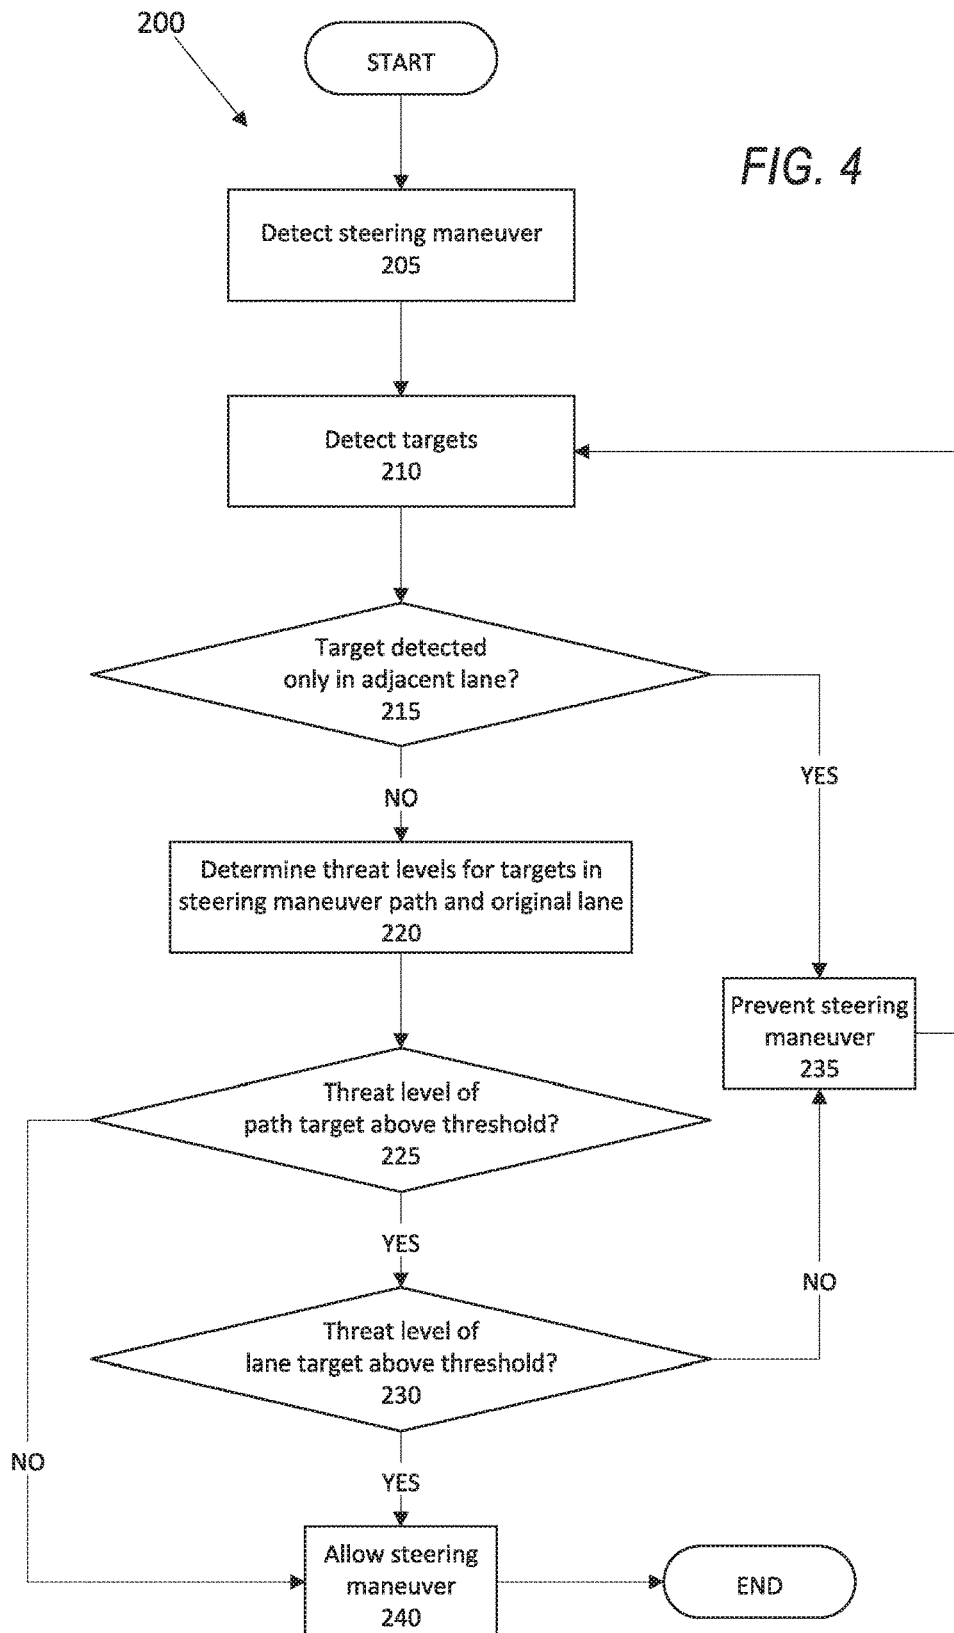 200
START
FIG. 4
Detect steering maneuver
205
Detect targets
210
Target detected
only in adjacent lane?
215
YES
NO
Determine threat levels for targets in
steering maneuver path and original lane
220
Prevent steering
maneuver
235
Threat level of
path target above threshold?
225
YES
NO
Threat level of
lane target above threshold?
230
NO
YES
Allow steering
maneuver
240
END